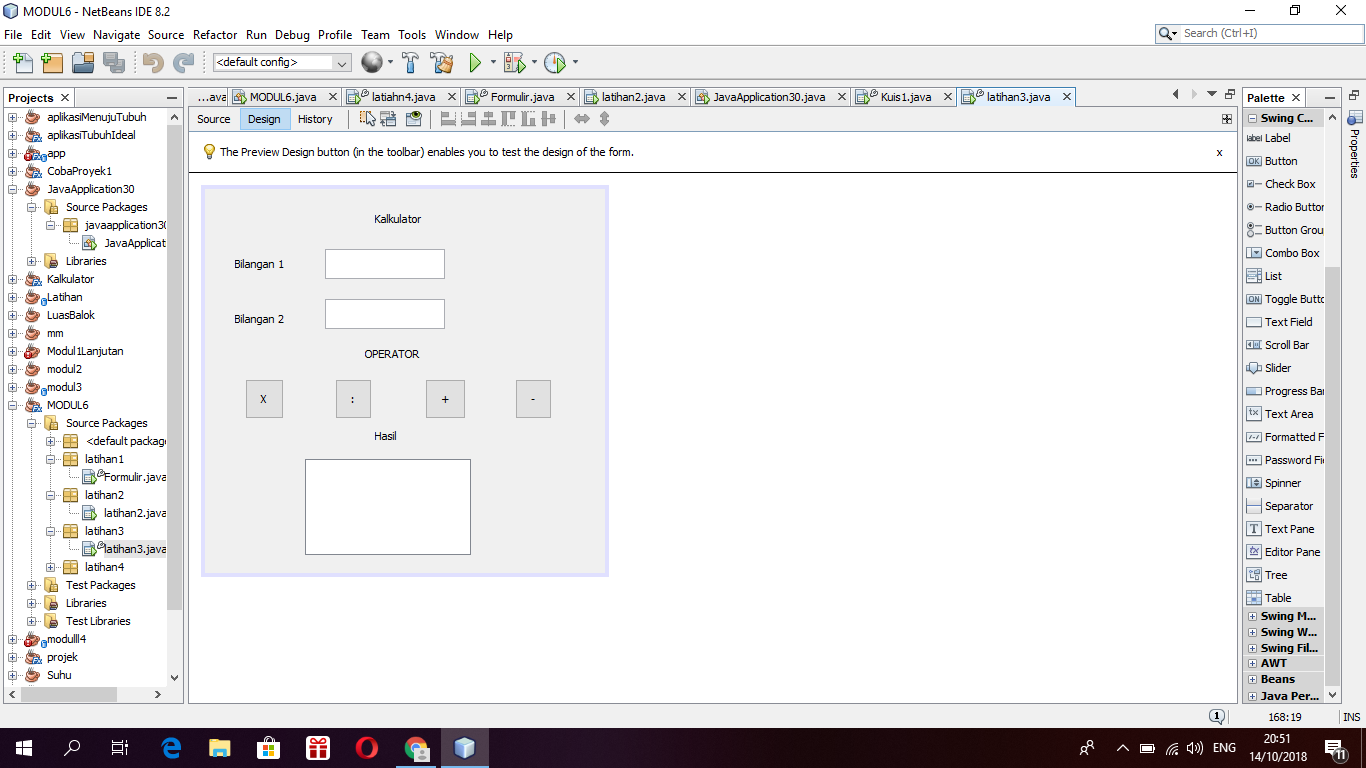 MODUL6 - NetBeans IDE 8.2
File Edit View Navigate Source Refactor Run Debug Profile Team Tools Window Help
Search (Ctrl+I)
<default config>
Projects
...ava MODUL6.java latiahn4.java Formulir.java latihan2.java JavaApplication30.java Kuis1.java latihan3.java
Palette
Source Design History
The Preview Design button (in the toolbar) enables you to test the design of the form.
x
aplikasiMenujuTubuh
aplikasiTubuhIdeal
app
CobaProyek1
JavaApplication30
Source Packages
javaapplication30
JavaApplicat
Libraries
Kalkulator
Latihan
LuasBalok
mm
Modul1Lanjutan
modul2
modul3
MODUL6
Source Packages
<default packag
latihan1
Formulir.java
latihan2
latihan2.java
latihan3
latihan3.java
latihan4
Test Packages
Libraries
Test Libraries
modulll4
projek
Suhu
Kalkulator
Bilangan 1
Bilangan 2
OPERATOR
X : + -
Hasil
Swing C...
label Label
OK Button
Check Box
Radio Button
Button Grou
Combo Box
List
ON Toggle Butto
Text Field
Scroll Bar
Slider
Progress Bar
Text Area
Formatted F
Password Fie
Spinner
Separator
Text Pane
Editor Pane
Tree
Table
Swing M...
Swing W...
Swing Fil...
AWT
Beans
Java Per...
Properties
1
168:19 INS
ENG
20:51
14/10/2018
11